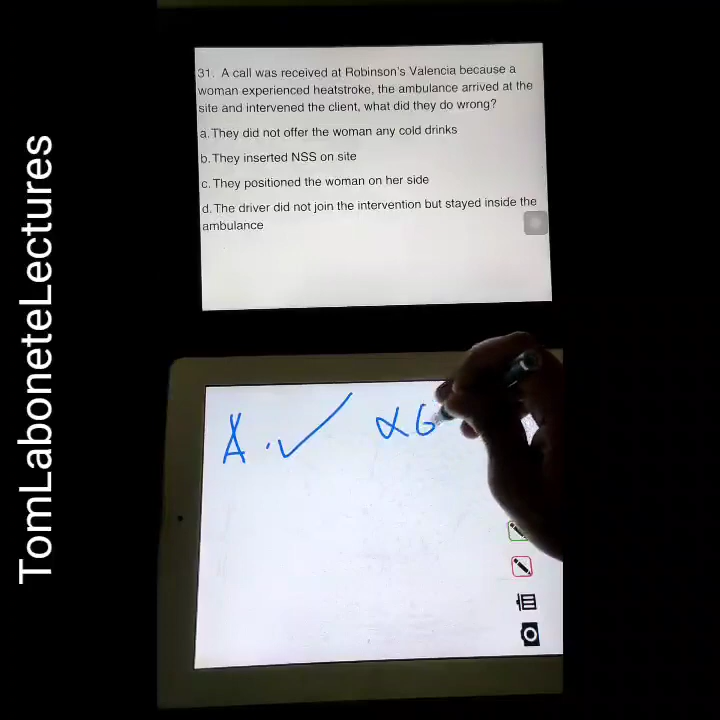 TomLaboneteLectures
31. A call was received at Robinson's Valencia because a
woman experienced heatstroke, the ambulance arrived at the
site and intervened the client, what did they do wrong?
a. They did not offer the woman any cold drinks
b. They inserted NSS on site
c. They positioned the woman on her side
d. The driver did not join the intervention but stayed inside the
ambulance
A. ✓